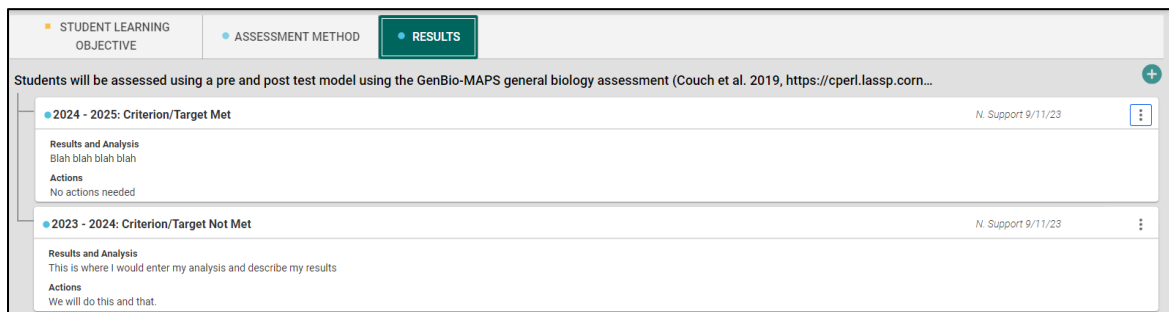 STUDENT LEARNING
OBJECTIVE
ASSESSMENT METHOD
RESULTS
Students will be assessed using a pre and post test model using the GenBio-MAPS general biology assessment (Couch et al. 2019, https://cperl.lassp.corn...
2024 - 2025: Criterion/Target Met
N. Support 9/11/23
Results and Analysis
Blah blah blah blah
Actions
No actions needed
2023 - 2024: Criterion/Target Not Met
N. Support 9/11/23
Results and Analysis
This is where I would enter my analysis and describe my results
Actions
We will do this and that.